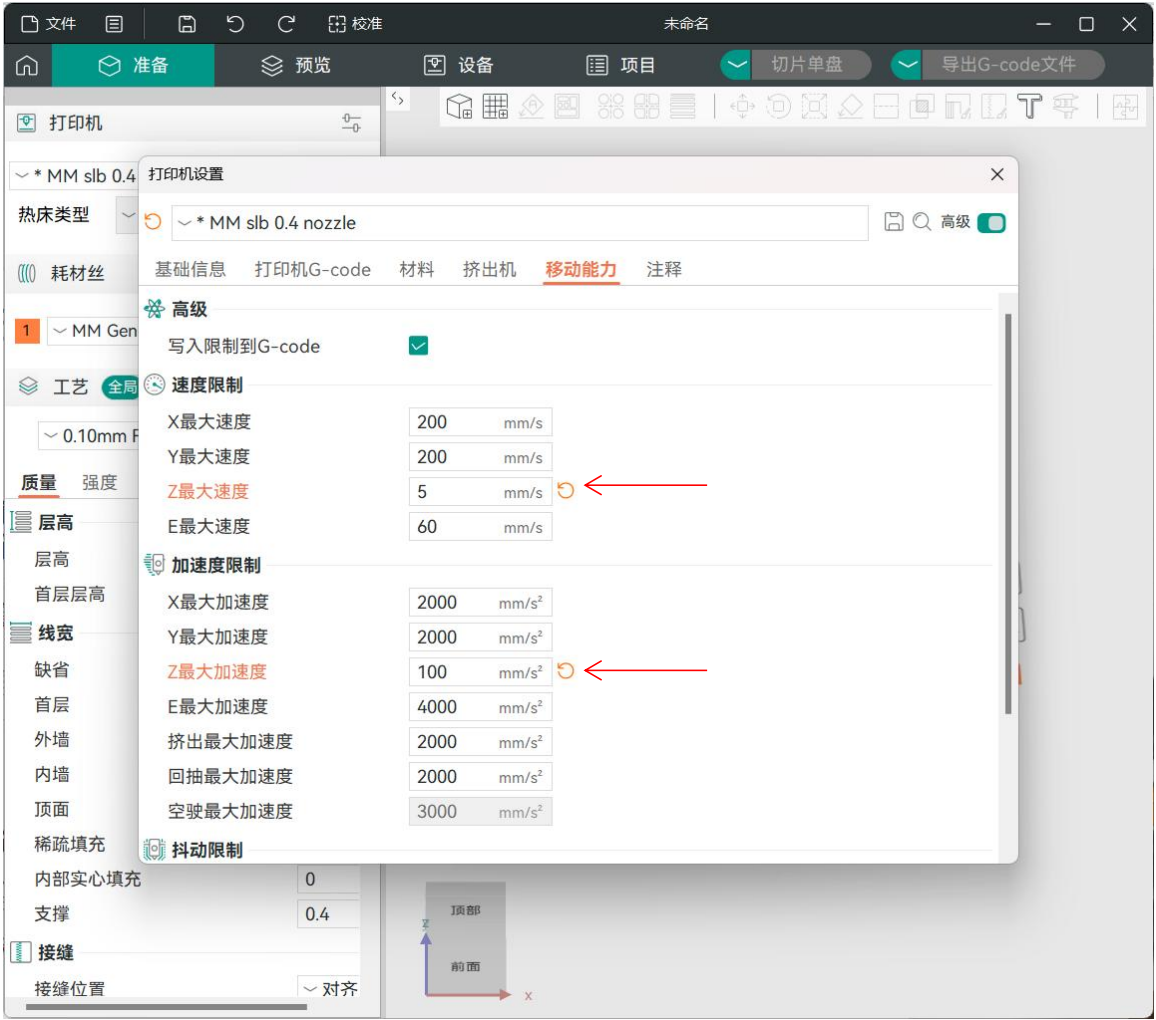 文件 校准 未命名
准备 预览 设备 项目 切片单盘 导出G-code文件
打印机
* MM slb 0.4
热床类型
耗材丝
1 MM Gen
工艺 全局
0.10mm F
质量 强度
层高
层高
首层层高
线宽
缺省
首层
外墙
内墙
顶面
稀疏填充
内部实心填充 0
支撑 0.4
接缝
接缝位置 对齐
打印机设置
* MM slb 0.4 nozzle 高级
基础信息 打印机G-code 材料 挤出机 移动能力 注释
高级
写入限制到G-code
速度限制
X最大速度 200 mm/s
Y最大速度 200 mm/s
Z最大速度 5 mm/s
E最大速度 60 mm/s
加速度限制
X最大加速度 2000 mm/s²
Y最大加速度 2000 mm/s²
Z最大加速度 100 mm/s²
E最大加速度 4000 mm/s²
挤出最大加速度 2000 mm/s²
回抽最大加速度 2000 mm/s²
空驶最大加速度 3000 mm/s²
抖动限制
顶部
z
前面
x